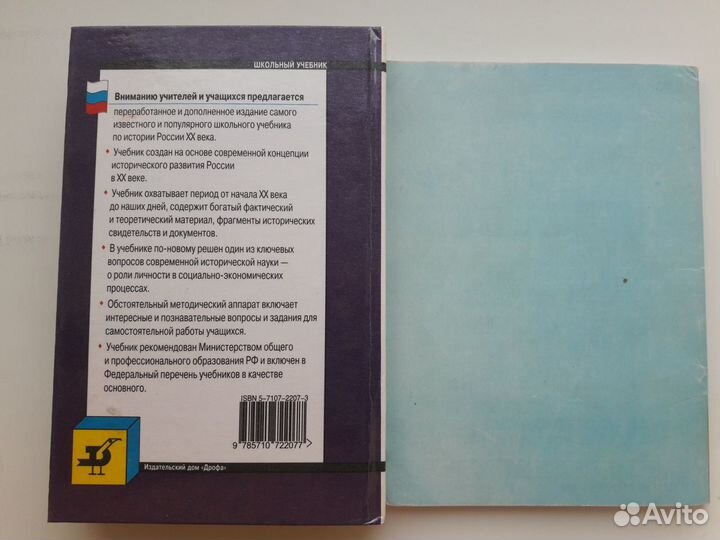 ШКОЛЬНЫЙ УЧЕБНИК
Вниманию учителей и учащихся предлагается
переработанное и дополненное издание самого
известного и популярного школьного учебника
по истории России XX века.
• Учебник создан на основе современной концепции
исторического развития России
в XX веке.
• Учебник охватывает период от начала XX века
до наших дней, содержит богатый фактический
и теоретический материал, фрагменты исторических
свидетельств и документов.
• В учебнике по-новому решен один из ключевых
вопросов современной исторической науки —
о роли личности в социально-экономических
процессах.
• Обстоятельный методический аппарат включает
интересные и познавательные вопросы и задания для
самостоятельной работы учащихся.
• Учебник рекомендован Министерством общего
и профессионального образования РФ и включен в
Федеральный перечень учебников в качестве
основного.
ISBN 5-7107-2207-3
9 785710 722077 >
Издательский дом «Дрофа»
Avito